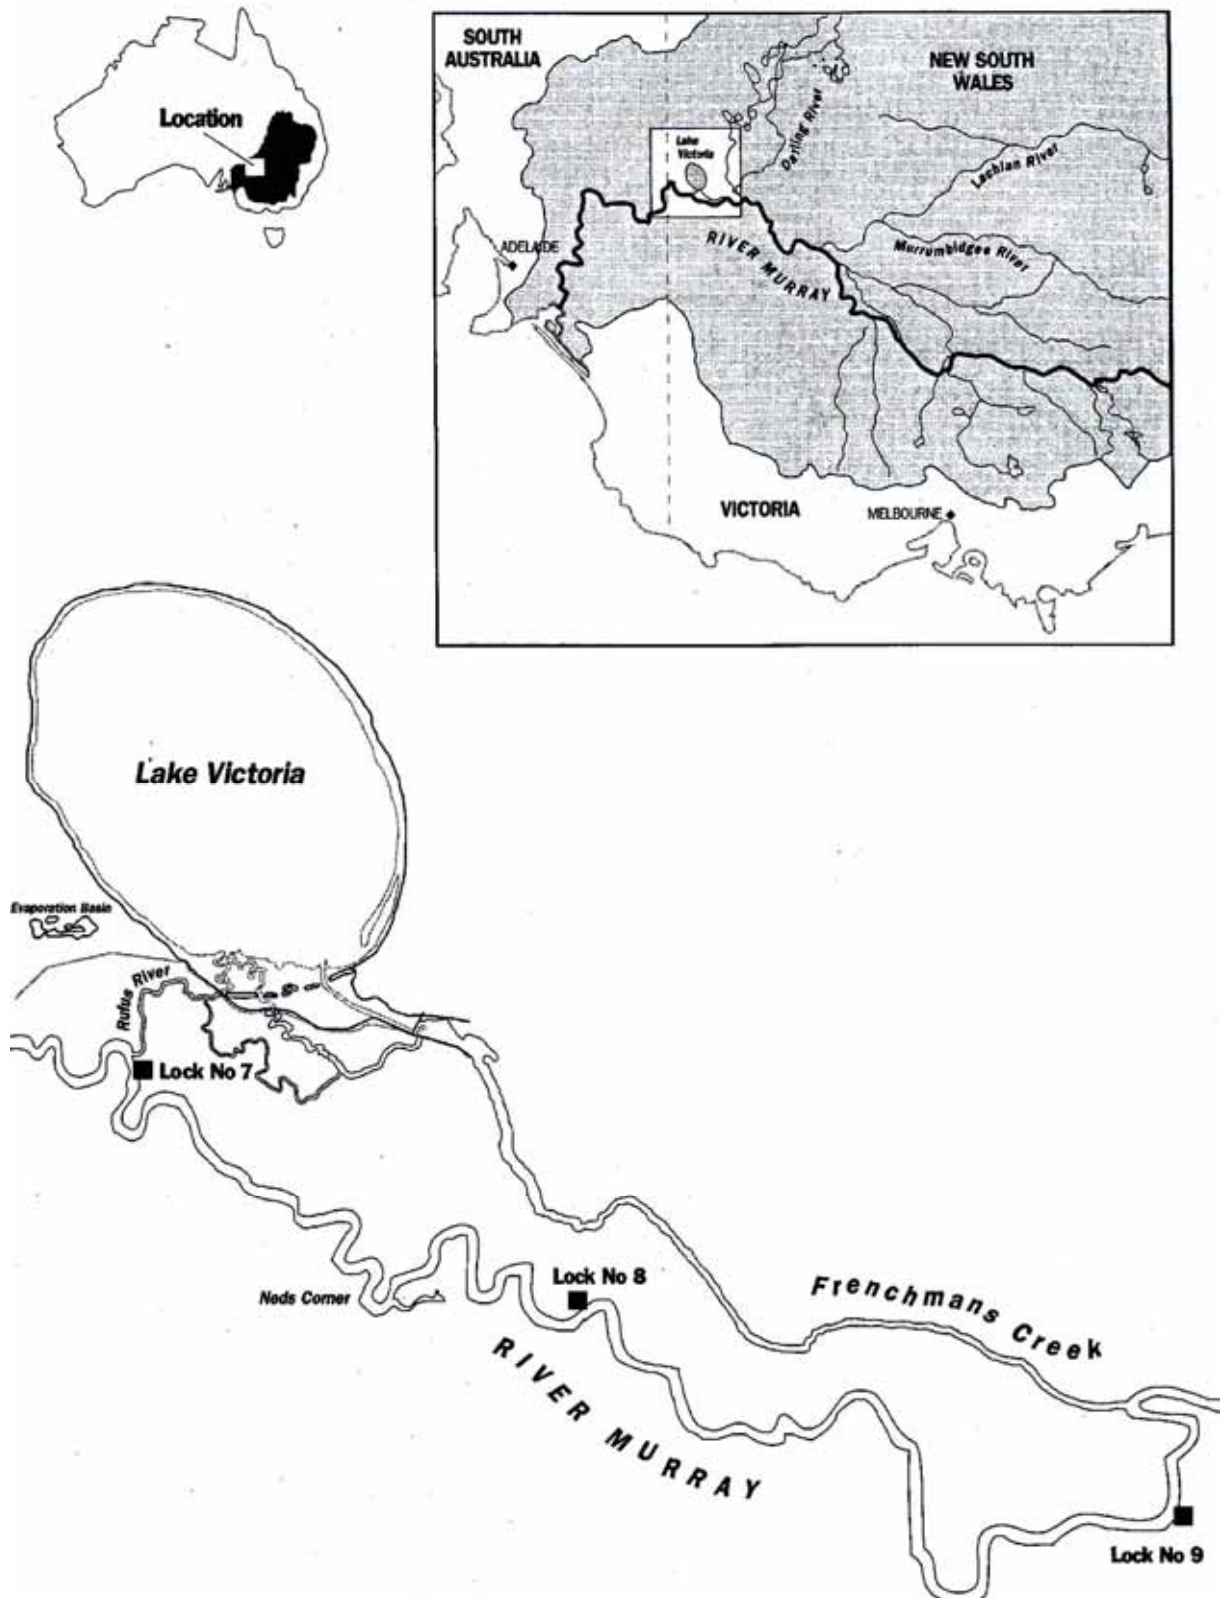 Location
SOUTH
AUSTRALIA
NEW SOUTH
WALES
Darling River
Lake
Victoria
Lachlan River
Murrumbidgee River
ADELAIDE
RIVER MURRAY
VICTORIA
MELBOURNE
Lake Victoria
Evaporation Basin
Rufus River
Lock No 7
Neds Corner
Lock No 8
Frenchmans Creek
RIVER MURRAY
Lock No 9